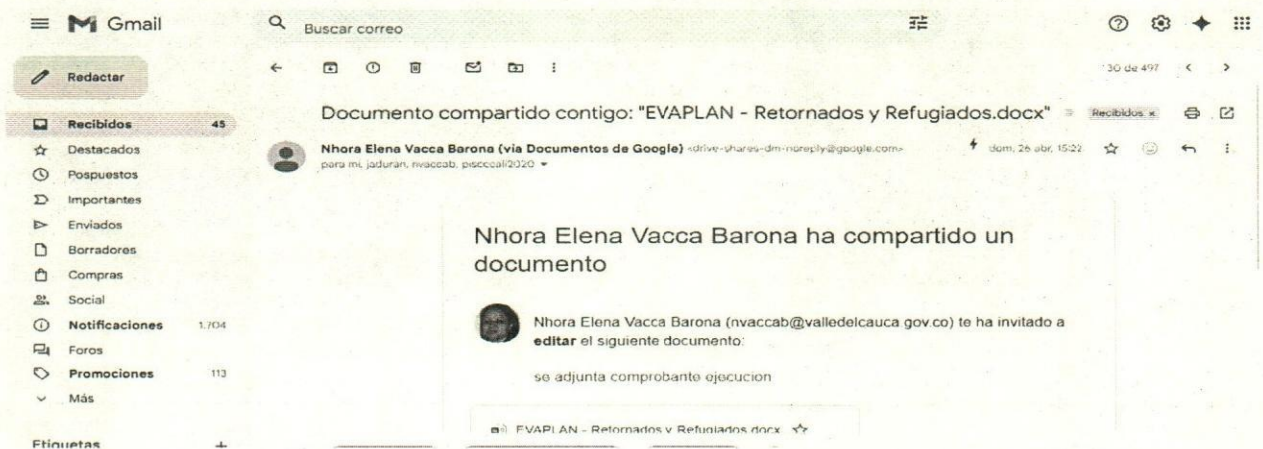 Gmail
Buscar correo
Redactar
30 de 497
Documento compartido contigo: "EVAPLAN - Retornados y Refugiados.docx"
Recibidos x
Recibidos 45
Destacados
Nhora Elena Vacca Barona (vía Documentos de Google) <drive-shares-dm-noreply@google.com>
dom, 26 abr, 15:22
para mí, jaduran, nvaccab, pisccali2020
Pospuestos
Importantes
Enviados
Borradores
Compras
Social
Notificaciones 1.704
Foros
Promociones 113
Más
Etiquetas +
Nhora Elena Vacca Barona ha compartido un
documento
Nhora Elena Vacca Barona (nvaccab@valledelcauca.gov.co) te ha invitado a
editar el siguiente documento:
se adjunta comprobante ejecucion
EVAPLAN - Retornados y Refugiados.docx